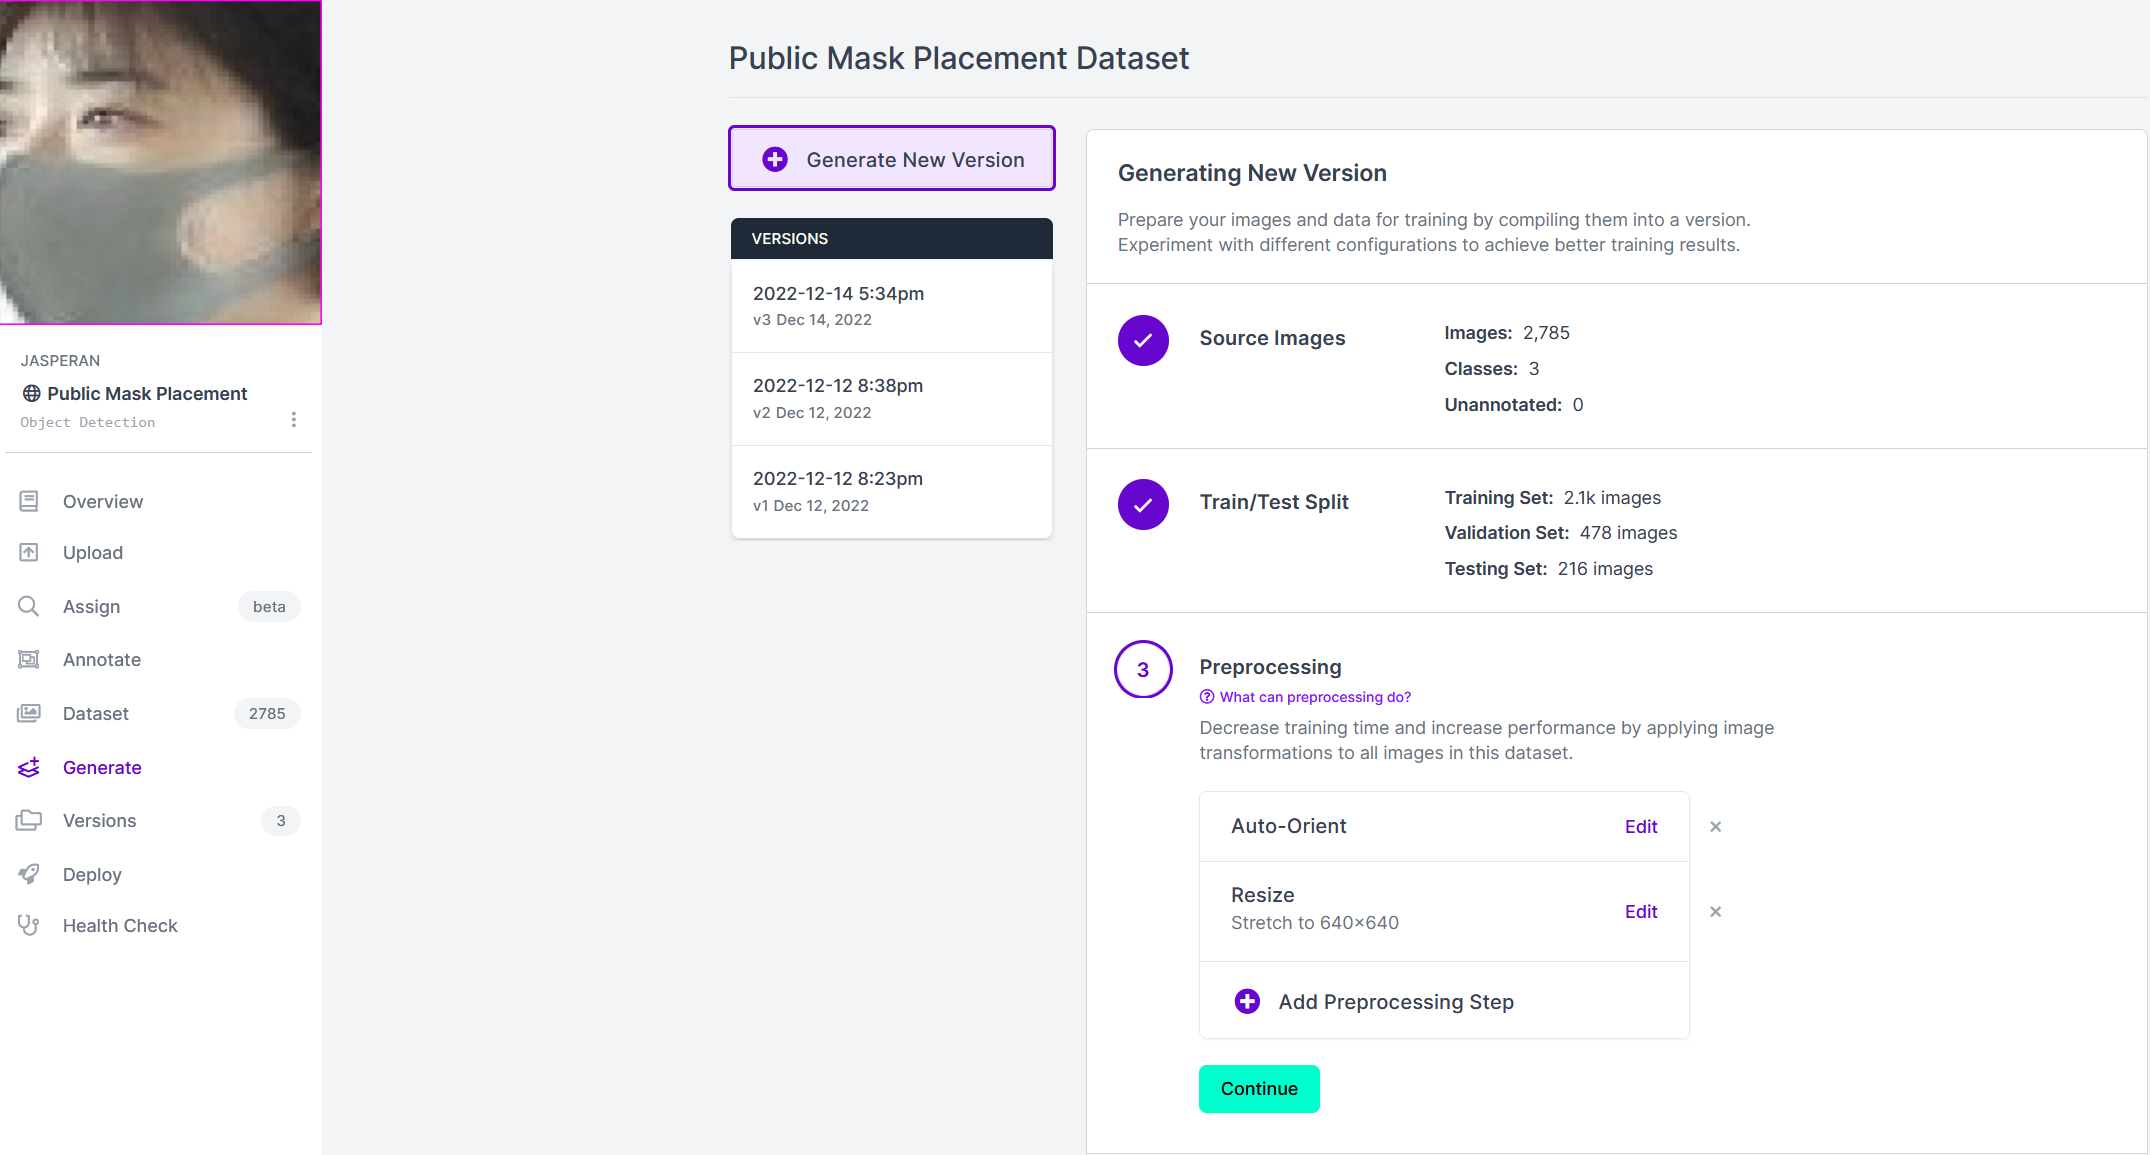 JASPERAN
Public Mask Placement
Object Detection
Overview
Upload
Assign beta
Annotate
Dataset 2785
Generate
Versions 3
Deploy
Health Check
Public Mask Placement Dataset
Generate New Version
VERSIONS
2022-12-14 5:34pm
v3 Dec 14, 2022
2022-12-12 8:38pm
v2 Dec 12, 2022
2022-12-12 8:23pm
v1 Dec 12, 2022
Generating New Version
Prepare your images and data for training by compiling them into a version.
Experiment with different configurations to achieve better training results.
Source Images
Images: 2,785
Classes: 3
Unannotated: 0
Train/Test Split
Training Set: 2.1k images
Validation Set: 478 images
Testing Set: 216 images
3
Preprocessing
What can preprocessing do?
Decrease training time and increase performance by applying image
transformations to all images in this dataset.
Auto-Orient Edit ×
Resize
Stretch to 640×640
Edit ×
Add Preprocessing Step
Continue